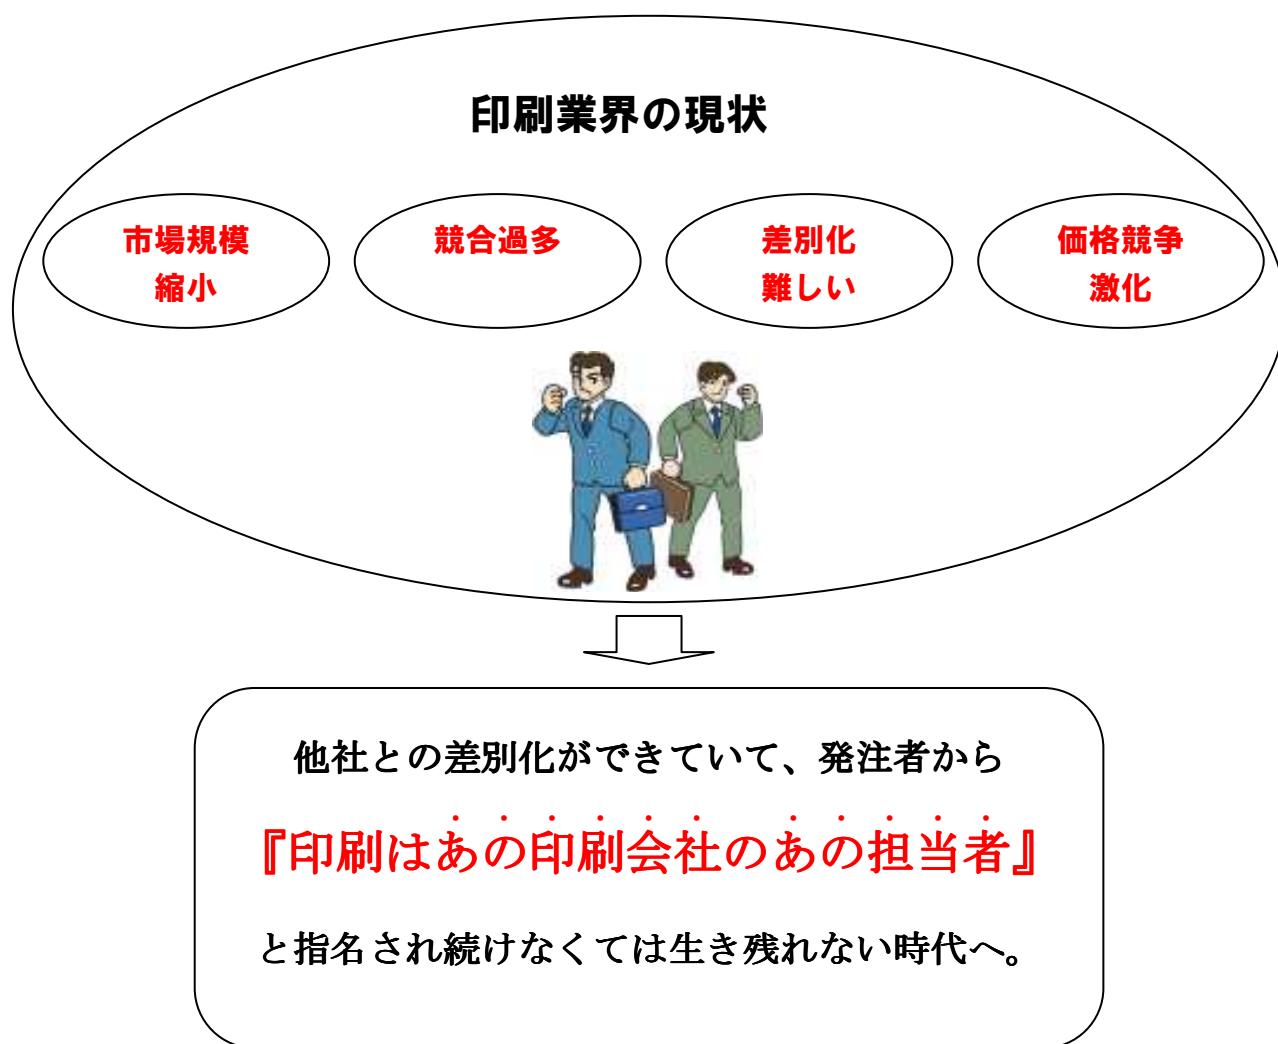 印刷業界の現状
市場規模
縮小
競合過多
差別化
難しい
価格競争
激化
他社との差別化ができていて、発注者から
『印刷はあの印刷会社のあの担当者』
と指名され続けなくては生き残れない時代へ。